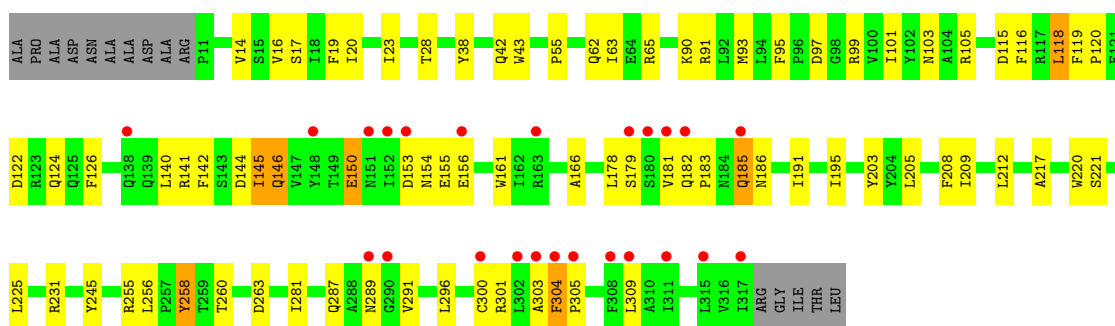 ALA PRO ALA ASP ASN ALA ALA ASP ALA ARG P11 V14 S15 V16 S17 I18 F19 I20 I23 T28 Y38 Q42 W43 P55 Q62 I63 E64 R65 K90 R91 L92 M93 L94 F95 P96 D97 G98 R99 V100 I101 Y102 N103 A104 R105 D115 F116 R117 L118 F119 P120 E121
D122 R123 Q124 Q125 F126 Q138 Q139 L140 R141 F142 S143 D144 I145 Q146 V147 Y148 T149 E150 N151 I152 D153 N154 E155 E156 W161 I162 R163 A166 L178 S179 S180 V181 Q182 P183 N184 Q185 N186 I191 I195 Y203 Y204 L205 F208 I209 L212 A217 W220 S221
L225 R231 Y245 R255 L256 P257 Y258 T259 T260 D263 I281 Q287 A288 N289 G290 V291 L296 C300 R301 L302 A303 F304 P305 F308 L309 A310 I311 L315 V316 I317 ARG GLY ILE THR LEU